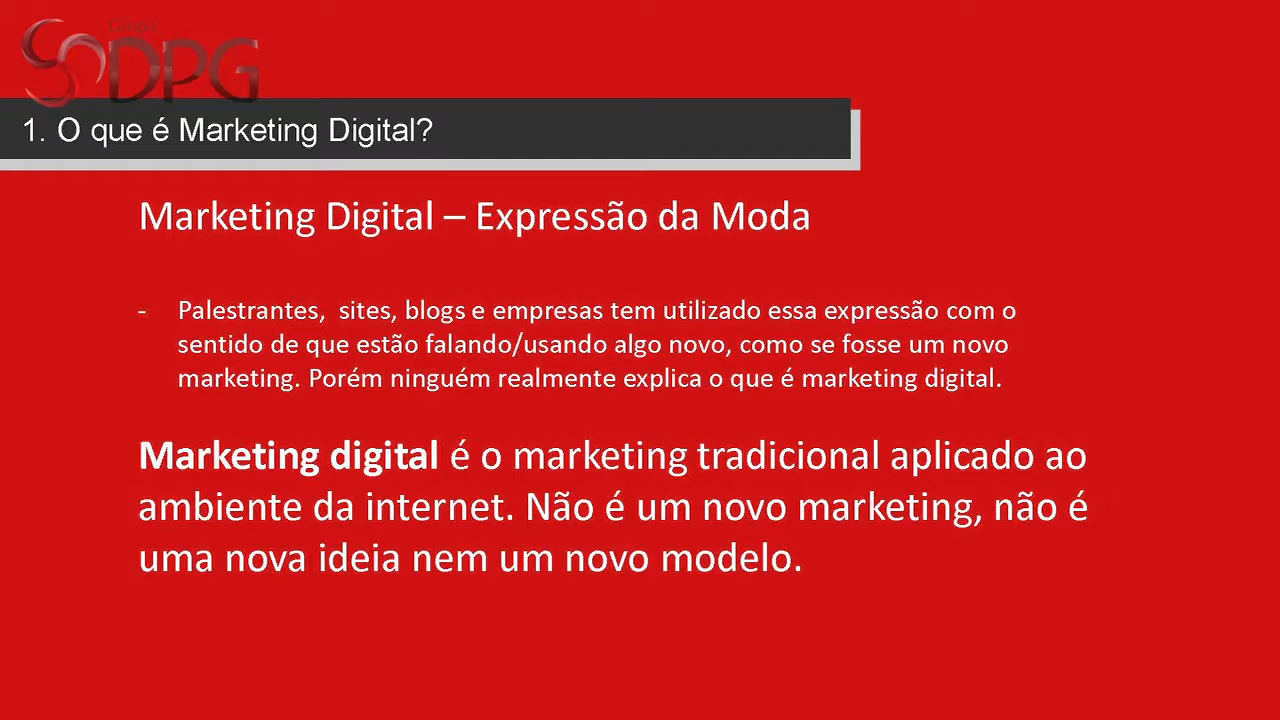 Grupo
DPG
1. O que é Marketing Digital?
Marketing Digital – Expressão da Moda
- Palestrantes,  sites, blogs e empresas tem utilizado essa expressão com o
sentido de que estão falando/usando algo novo, como se fosse um novo
marketing. Porém ninguém realmente explica o que é marketing digital.
Marketing digital é o marketing tradicional aplicado ao
ambiente da internet. Não é um novo marketing, não é
uma nova ideia nem um novo modelo.